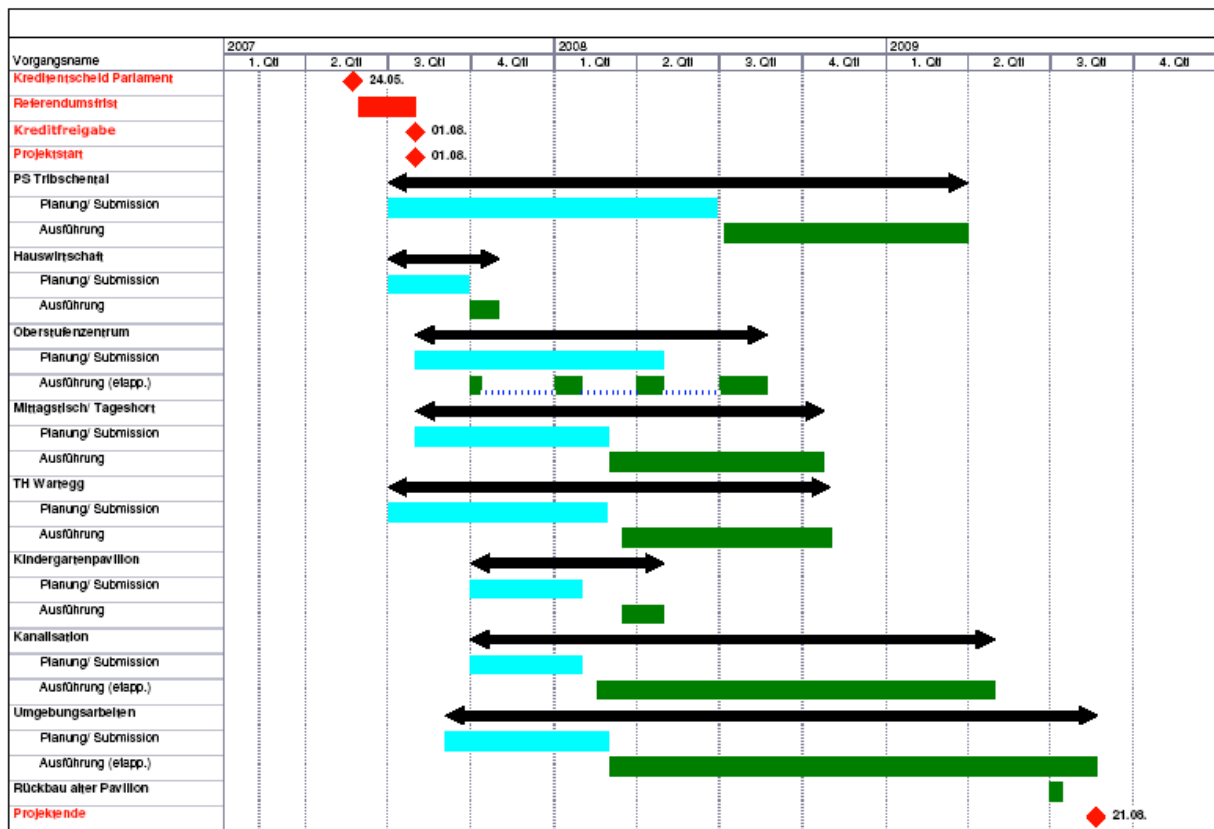 2007 2008 2009
Vorgangsname 1. Qtl 2. Qtl 3. Qtl 4. Qtl 1. Qtl 2. Qtl 3. Qtl 4. Qtl 1. Qtl 2. Qtl 3. Qtl 4. Qtl
Kreditentscheid Parlament 24.05.
Referendumsfrist
Kreditfreigabe 01.08.
Projektstart 01.08.
PS Tribschental
Planung/ Submission
Ausführung
Hauswirtschaft
Planung/ Submission
Ausführung
Oberstufenzentrum
Planung/ Submission
Ausführung (etapp.)
Mittagstisch/ Tageshort
Planung/ Submission
Ausführung
TH Wartegg
Planung/ Submission
Ausführung
Kindergartenpavillon
Planung/ Submission
Ausführung
Kanalisation
Planung/ Submission
Ausführung (etapp.)
Umgebungsarbeiten
Planung/ Submission
Ausführung (etapp.)
Rückbau alter Pavillon
Projektende 21.08.